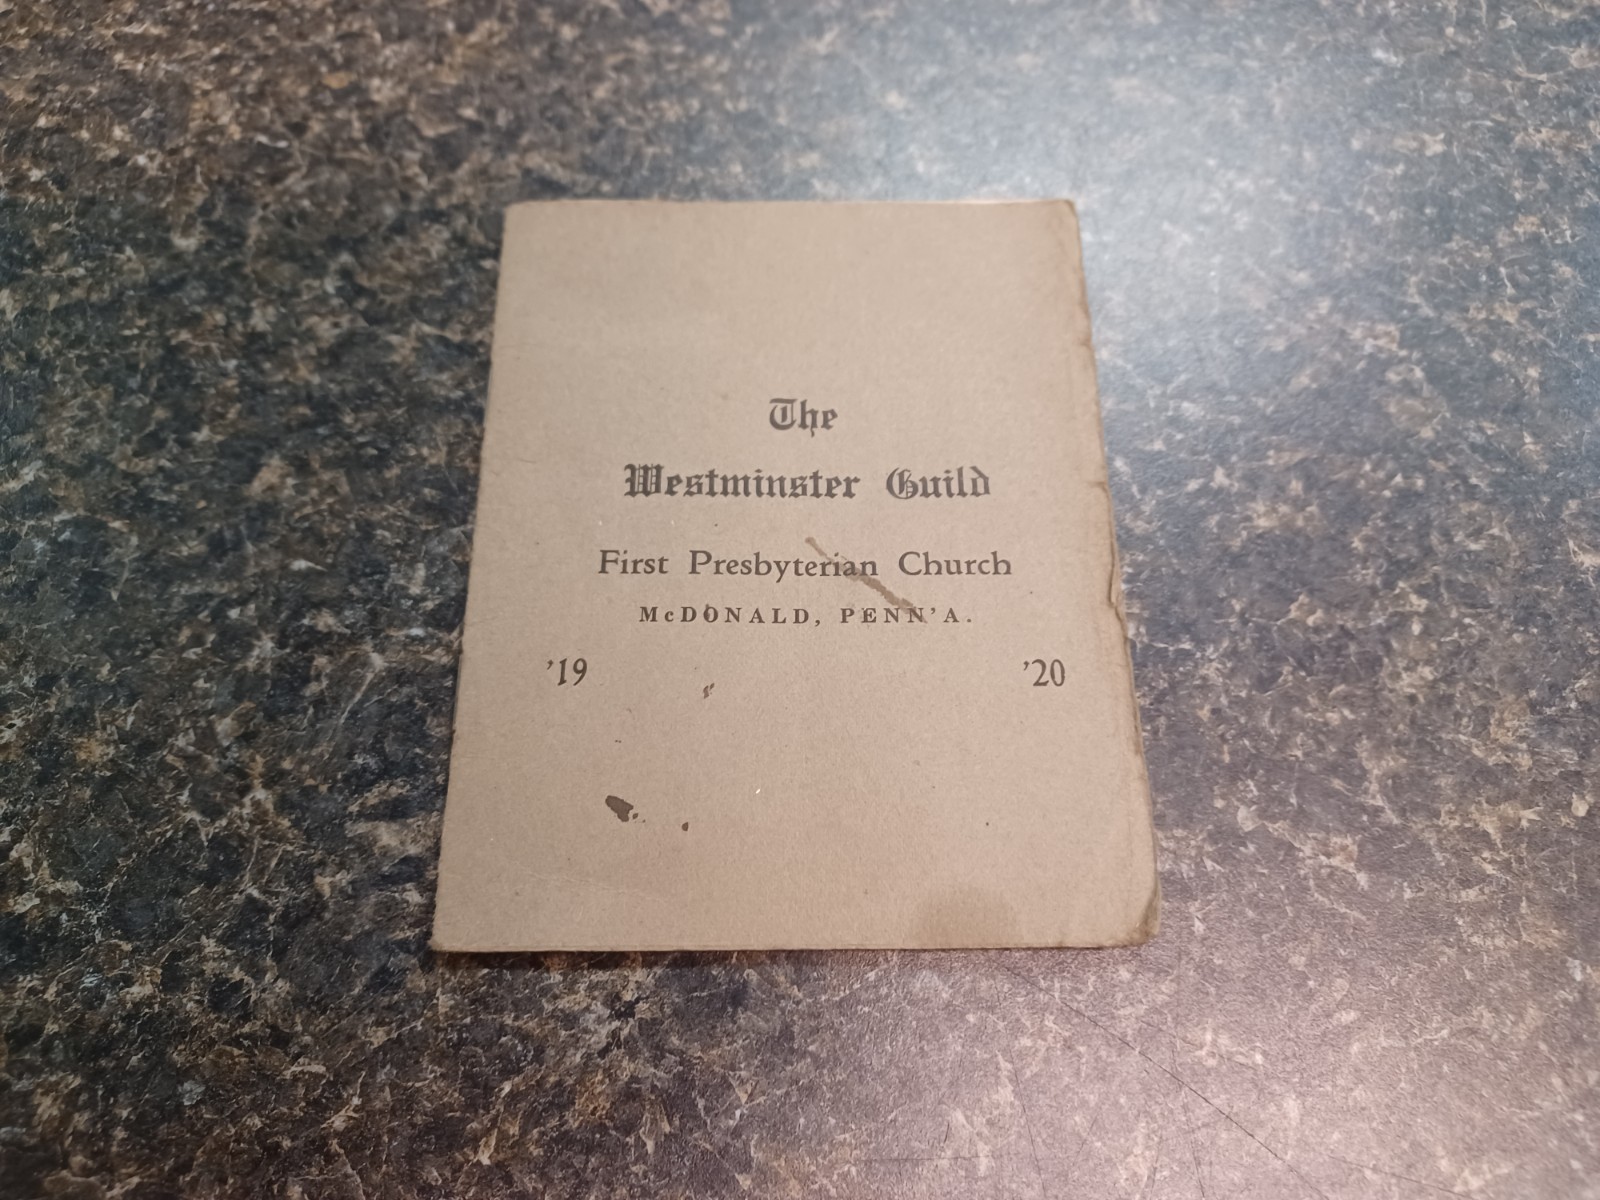 The
Westminster Guild
First Presbyterian Church
McDONALD, PENN'A.
'19 '20